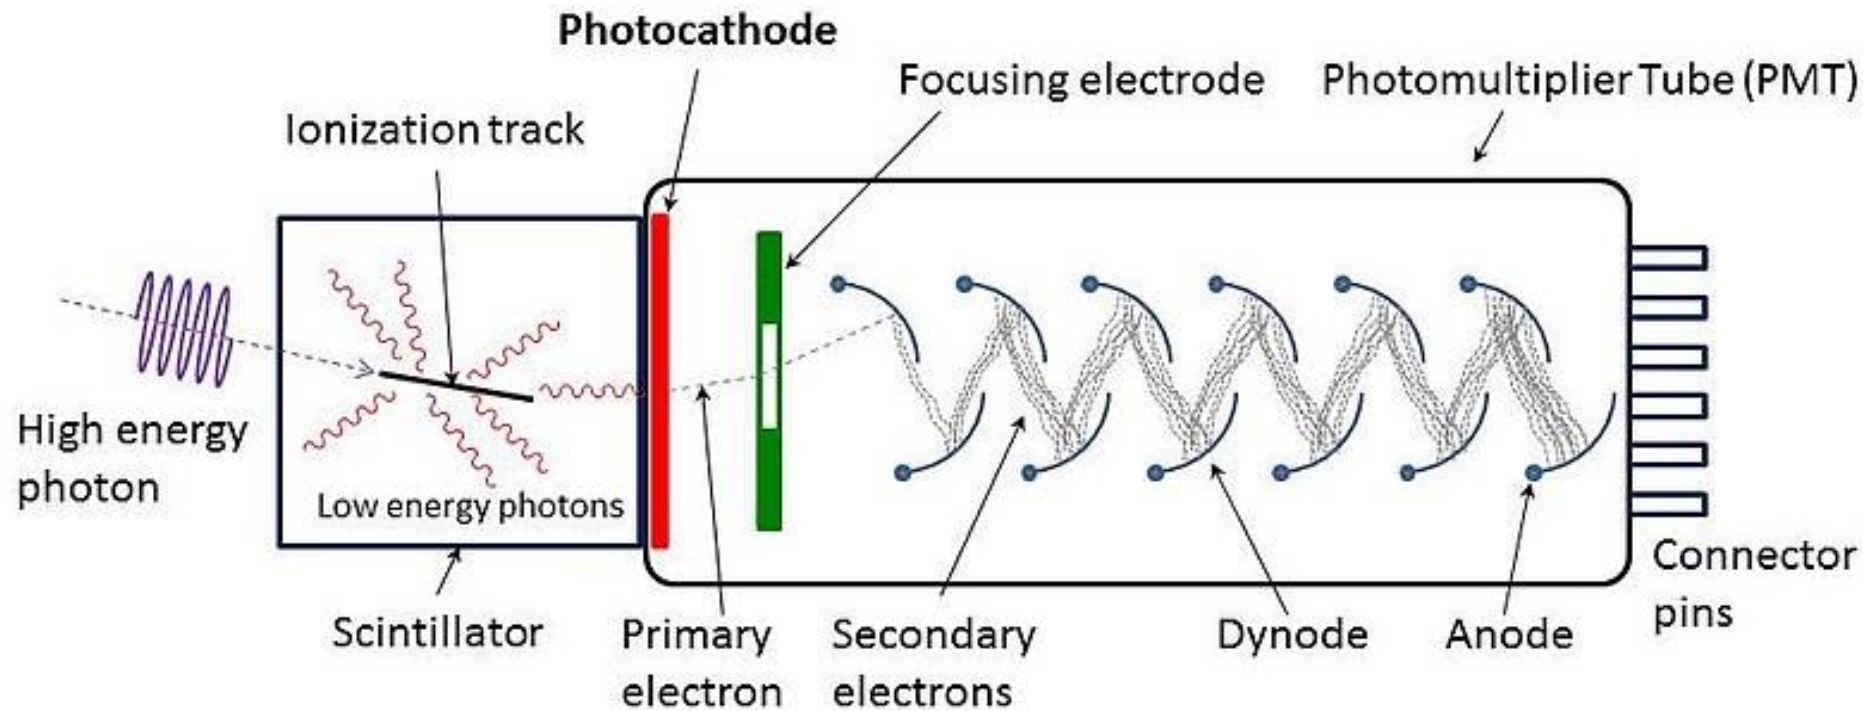 Photocathode
Focusing electrode
Photomultiplier Tube (PMT)
Ionization track
High energy
photon
Low energy photons
Scintillator
Primary
electron
Secondary
electrons
Dynode
Anode
Connector
pins